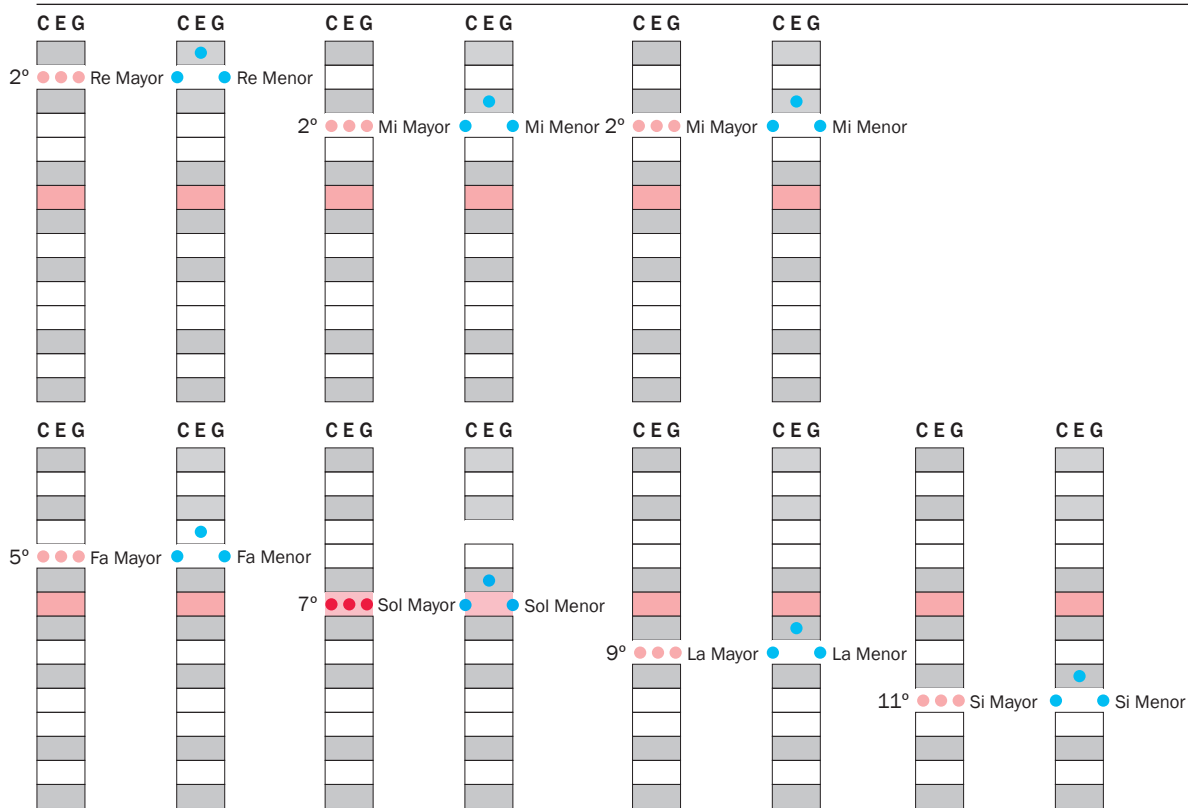 C E G C E G C E G C E G C E G C E G
2º Re Mayor Re Menor
2º Mi Mayor Mi Menor 2º Mi Mayor Mi Menor
C E G C E G C E G C E G C E G C E G C E G C E G
5º Fa Mayor Fa Menor
7º Sol Mayor Sol Menor
9º La Mayor La Menor
11º Si Mayor Si Menor